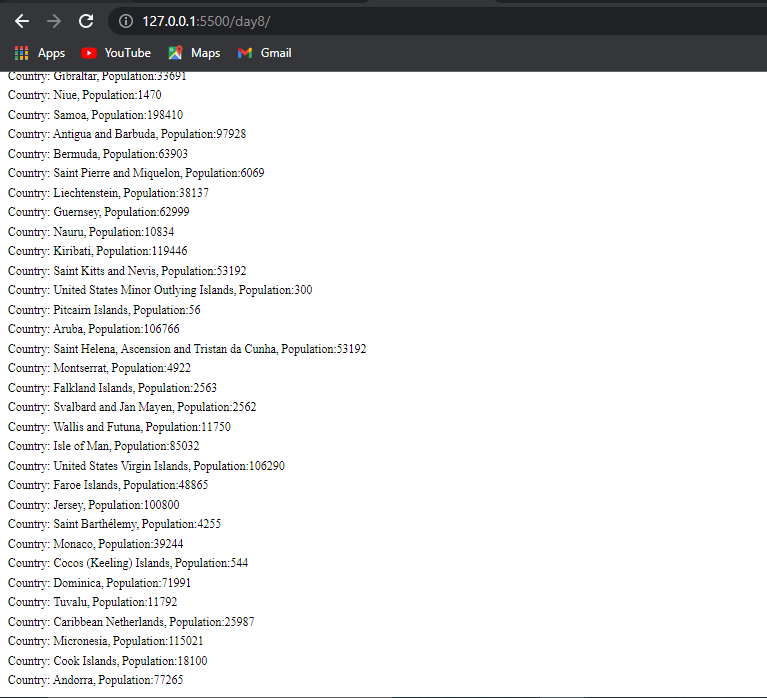 127.0.0.1:5500/day8/
Apps YouTube Maps Gmail
Country: Gibraltar, Population:33691
Country: Niue, Population:1470
Country: Samoa, Population:198410
Country: Antigua and Barbuda, Population:97928
Country: Bermuda, Population:63903
Country: Saint Pierre and Miquelon, Population:6069
Country: Liechtenstein, Population:38137
Country: Guernsey, Population:62999
Country: Nauru, Population:10834
Country: Kiribati, Population:119446
Country: Saint Kitts and Nevis, Population:53192
Country: United States Minor Outlying Islands, Population:300
Country: Pitcairn Islands, Population:56
Country: Aruba, Population:106766
Country: Saint Helena, Ascension and Tristan da Cunha, Population:53192
Country: Montserrat, Population:4922
Country: Falkland Islands, Population:2563
Country: Svalbard and Jan Mayen, Population:2562
Country: Wallis and Futuna, Population:11750
Country: Isle of Man, Population:85032
Country: United States Virgin Islands, Population:106290
Country: Faroe Islands, Population:48865
Country: Jersey, Population:100800
Country: Saint Barthélemy, Population:4255
Country: Monaco, Population:39244
Country: Cocos (Keeling) Islands, Population:544
Country: Dominica, Population:71991
Country: Tuvalu, Population:11792
Country: Caribbean Netherlands, Population:25987
Country: Micronesia, Population:115021
Country: Cook Islands, Population:18100
Country: Andorra, Population:77265